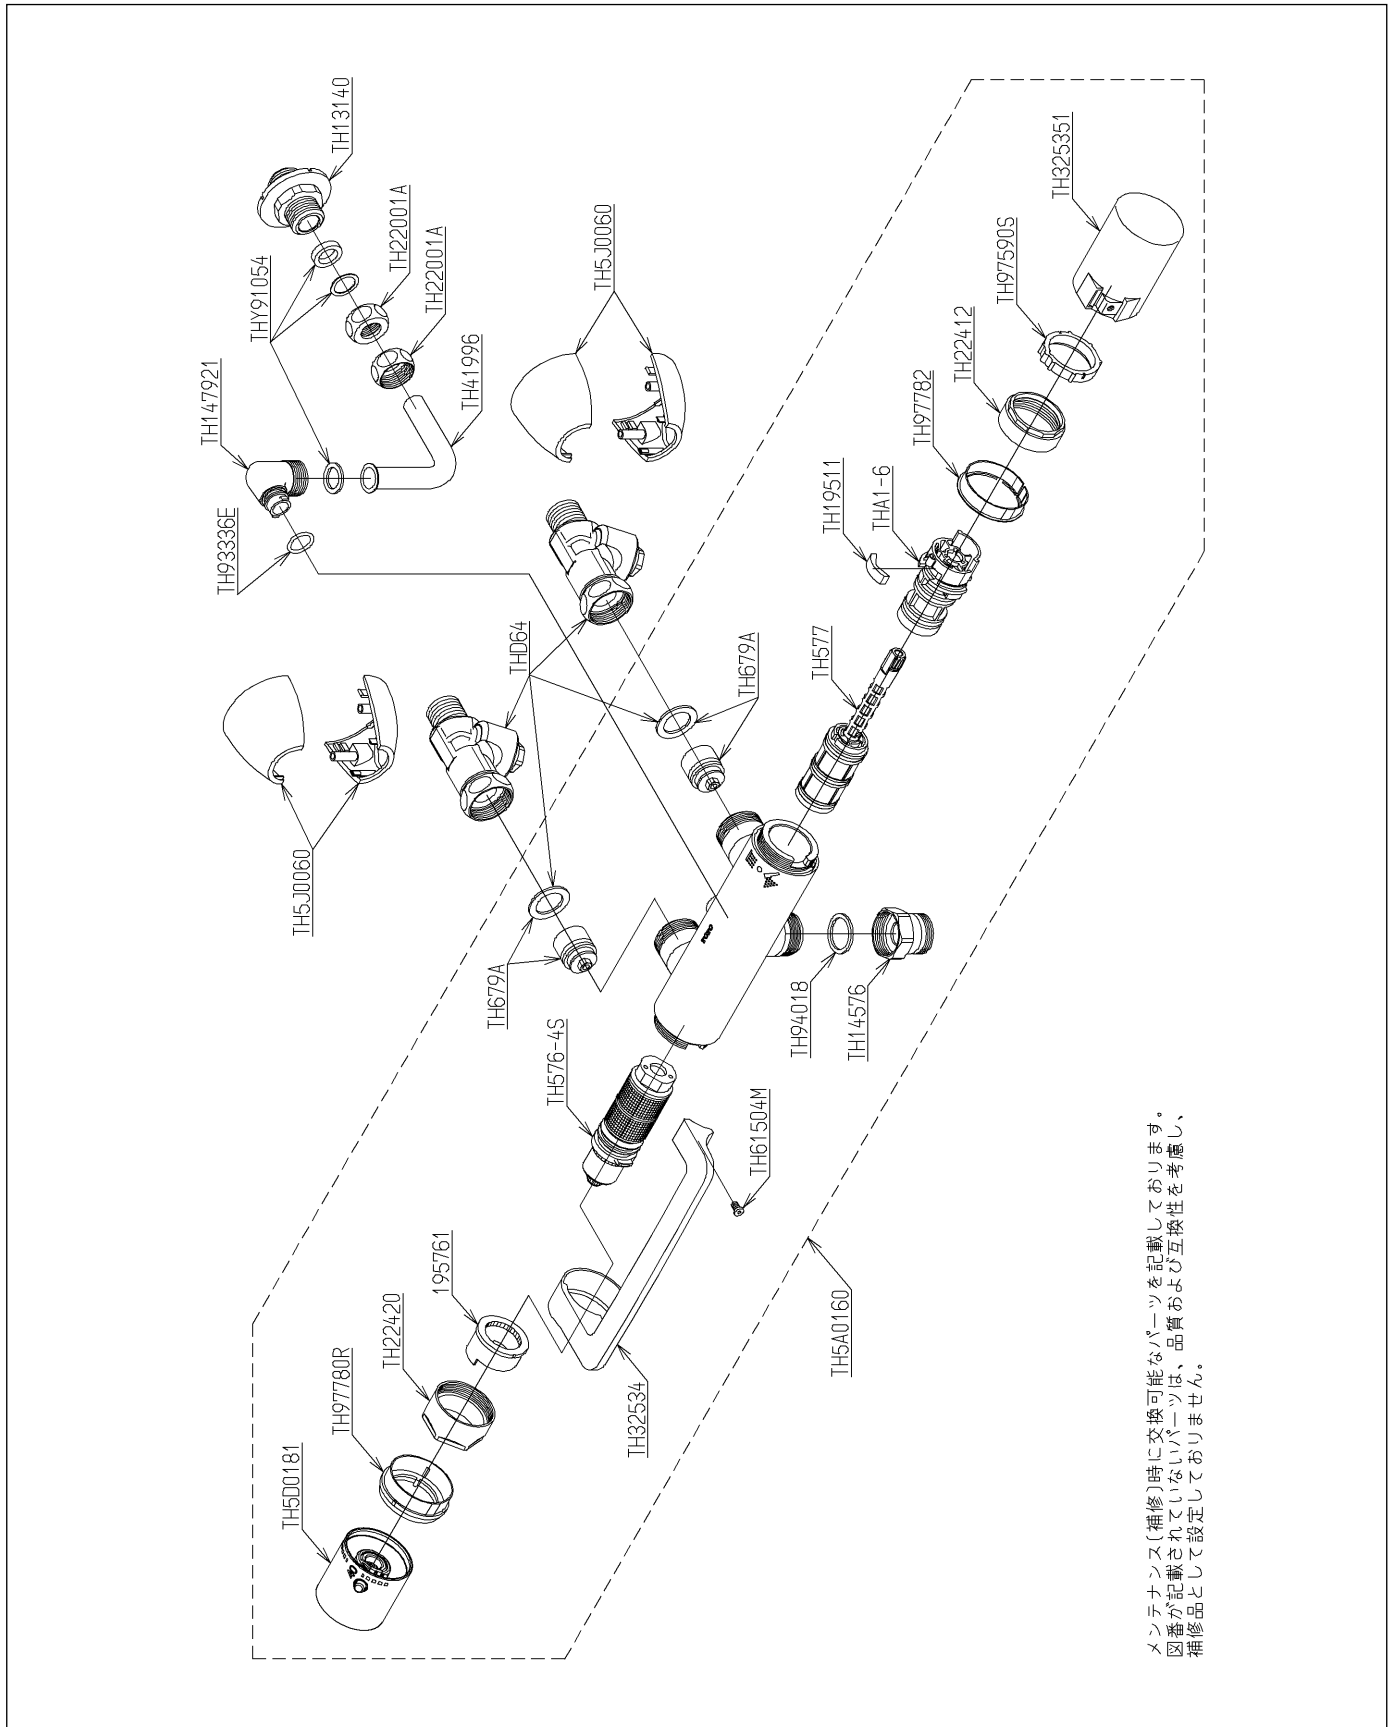 TH13140
TH22001A
TH22001A
THY91054
TH41996
TH147921
TH93336E
TH5J0060
TH5J0060
THD64
TH679A
TH679A
TH325351
TH97590S
TH22412
TH97782
TH19511
THA1-6
TH577
TH94018
TH14576
TH576-4S
TH61504M
195761
TH22420
TH97780R
TH5D0181
TH32534
TH5A0160
TOTO
メンテナンス(補修)時に交換可能なパーツを記載しております。
図番が記載されていないパーツは、品質および互換性を考慮し、
補修品として設定しておりません。